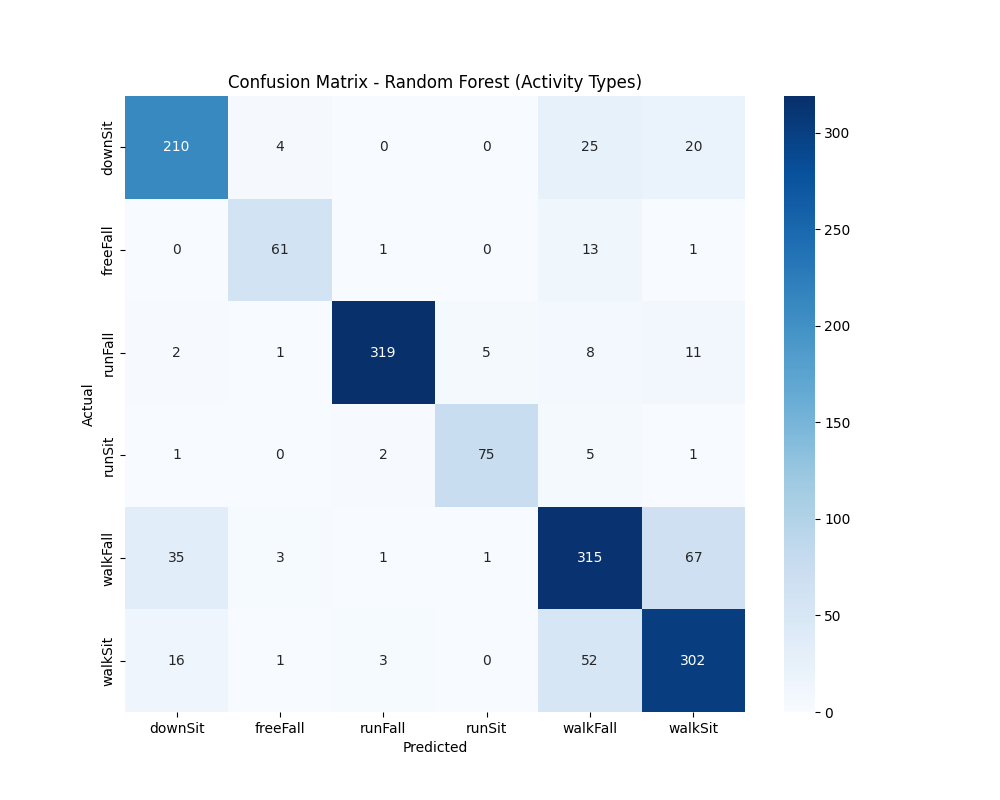 Confusion Matrix - Random Forest (Activity Types)
downSit 210 4 0 0 25 20
freeFall 0 61 1 0 13 1
runFall 2 1 319 5 8 11
runSit 1 0 2 75 5 1
walkFall 35 3 1 1 315 67
walkSit 16 1 3 0 52 302
downSit freeFall runFall runSit walkFall walkSit
Predicted
Actual
300
250
200
150
100
50
0